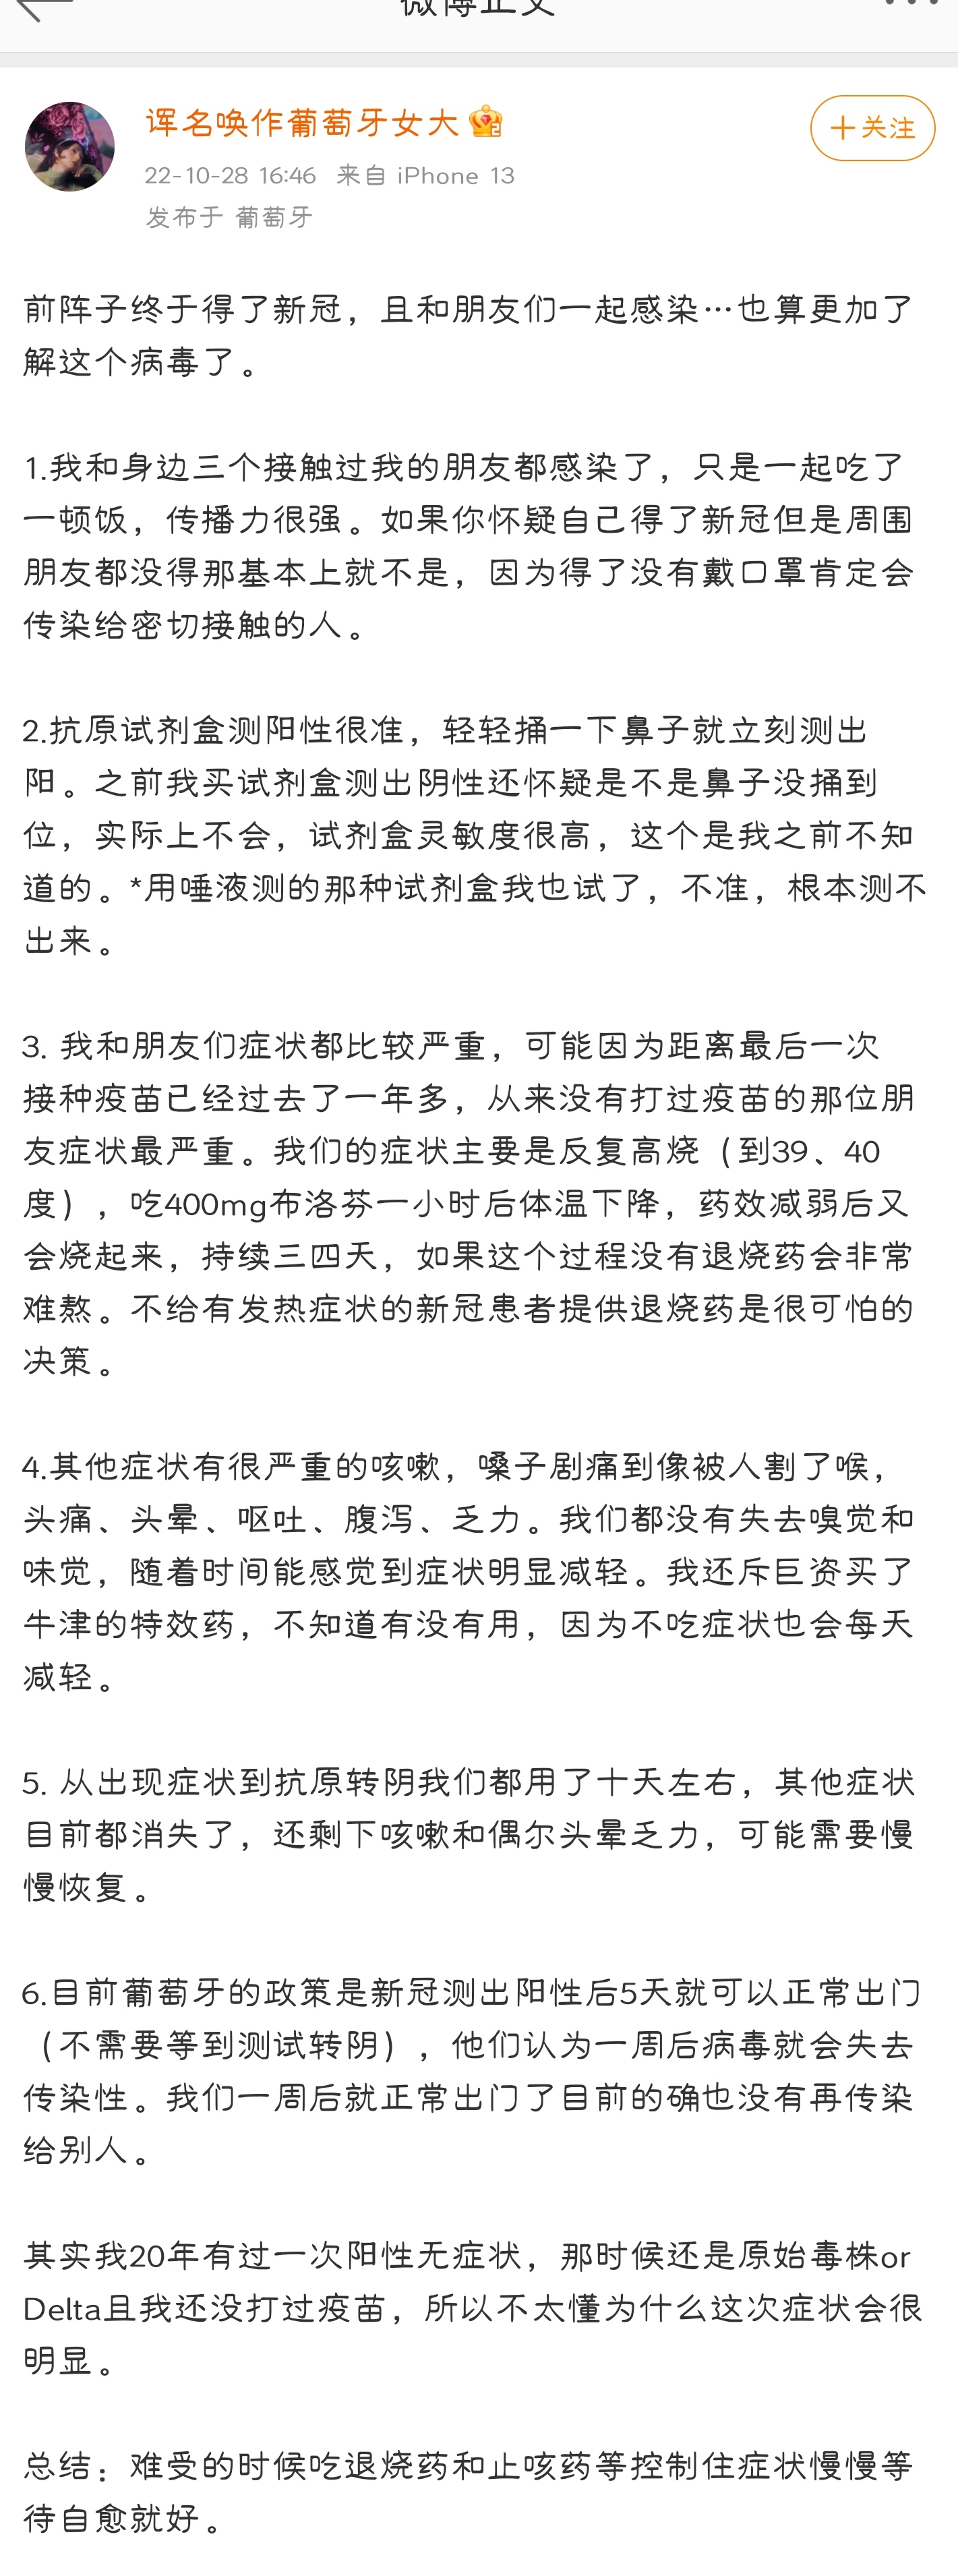 微博正文
诨名唤作葡萄牙女大
+关注
22-10-28 16:46 来自 iPhone 13
发布于 葡萄牙
前阵子终于得了新冠，且和朋友们一起感染…也算更加了
解这个病毒了。
1.我和身边三个接触过我的朋友都感染了，只是一起吃了
一顿饭，传播力很强。如果你怀疑自己得了新冠但是周围
朋友都没得那基本上就不是，因为得了没有戴口罩肯定会
传染给密切接触的人。
2.抗原试剂盒测阳性很准，轻轻捅一下鼻子就立刻测出
阳。之前我买试剂盒测出阴性还怀疑是不是鼻子没捅到
位，实际上不会，试剂盒灵敏度很高，这个是我之前不知
道的。*用唾液测的那种试剂盒我也试了，不准，根本测不
出来。
3. 我和朋友们症状都比较严重，可能因为距离最后一次
接种疫苗已经过去了一年多，从来没有打过疫苗的那位朋
友症状最严重。我们的症状主要是反复高烧（到39、40
度），吃400mg布洛芬一小时后体温下降，药效减弱后又
会烧起来，持续三四天，如果这个过程没有退烧药会非常
难熬。不给有发热症状的新冠患者提供退烧药是很可怕的
决策。
4.其他症状有很严重的咳嗽，嗓子剧痛到像被人割了喉，
头痛、头晕、呕吐、腹泻、乏力。我们都没有失去嗅觉和
味觉，随着时间能感觉到症状明显减轻。我还斥巨资买了
牛津的特效药，不知道有没有用，因为不吃症状也会每天
减轻。
5. 从出现症状到抗原转阴我们都用了十天左右，其他症状
目前都消失了，还剩下咳嗽和偶尔头晕乏力，可能需要慢
慢恢复。
6.目前葡萄牙的政策是新冠测出阳性后5天就可以正常出门
（不需要等到测试转阴），他们认为一周后病毒就会失去
传染性。我们一周后就正常出门了目前的确也没有再传染
给别人。
其实我20年有过一次阳性无症状，那时候还是原始毒株or
Delta且我还没打过疫苗，所以不太懂为什么这次症状会很
明显。
总结：难受的时候吃退烧药和止咳药等控制住症状慢慢等
待自愈就好。